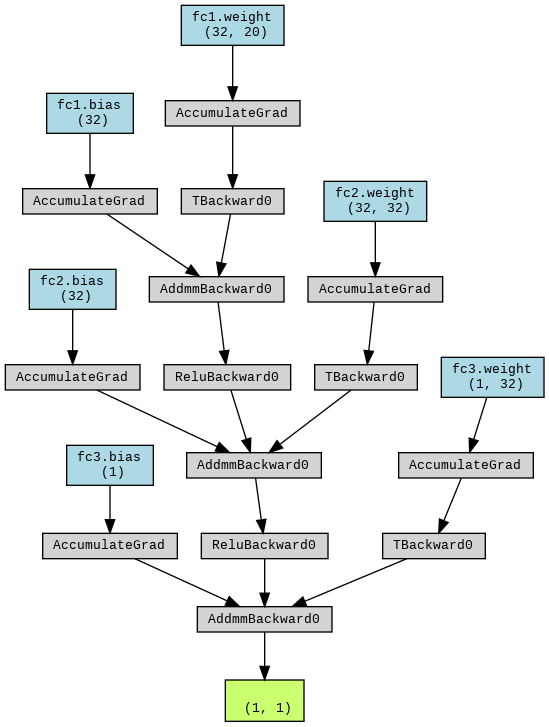 fc1.weight
(32, 20)
fc1.bias
(32)
AccumulateGrad
AccumulateGrad
TBackward0
fc2.weight
(32, 32)
fc2.bias
(32)
AddmmBackward0
AccumulateGrad
AccumulateGrad
ReluBackward0
TBackward0
fc3.weight
(1, 32)
fc3.bias
(1)
AddmmBackward0
AccumulateGrad
AccumulateGrad
ReluBackward0
TBackward0
AddmmBackward0
(1, 1)